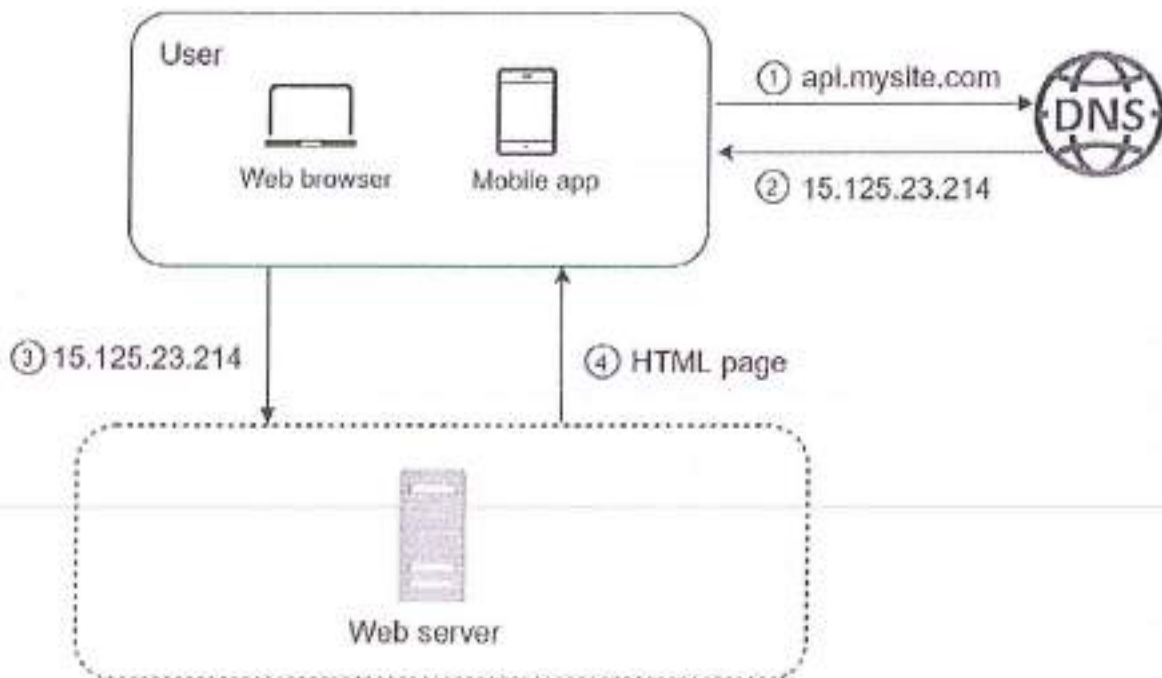 User
Web browser
Mobile app
① api.mysite.com
DNS
② 15.125.23.214
③ 15.125.23.214
④ HTML page
Web server